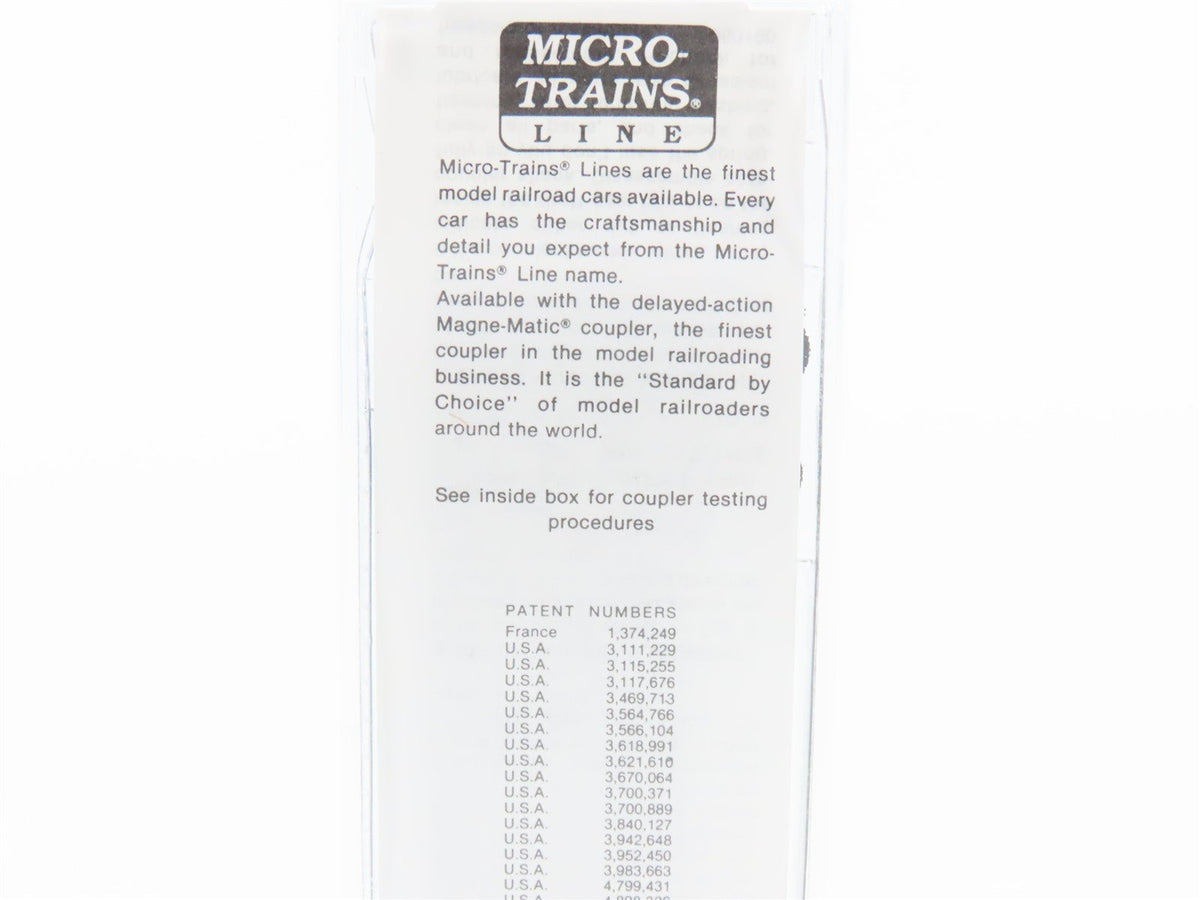 MICRO-
TRAINS®
LINE
Micro-Trains® Lines are the finest
model railroad cars available. Every
car has the craftsmanship and
detail you expect from the Micro-
Trains® Line name.
Available with the delayed-action
Magne-Matic® coupler, the finest
coupler in the model railroading
business. It is the “Standard by
Choice” of model railroaders
around the world.
See inside box for coupler testing
procedures
PATENT NUMBERS
France 1,374,249
U.S.A. 3,111,229
U.S.A. 3,115,255
U.S.A. 3,117,676
U.S.A. 3,469,713
U.S.A. 3,564,766
U.S.A. 3,566,104
U.S.A. 3,618,991
U.S.A. 3,621,610
U.S.A. 3,670,064
U.S.A. 3,700,371
U.S.A. 3,700,889
U.S.A. 3,840,127
U.S.A. 3,942,648
U.S.A. 3,952,450
U.S.A. 3,983,663
U.S.A. 4,799,431
U.S.A.